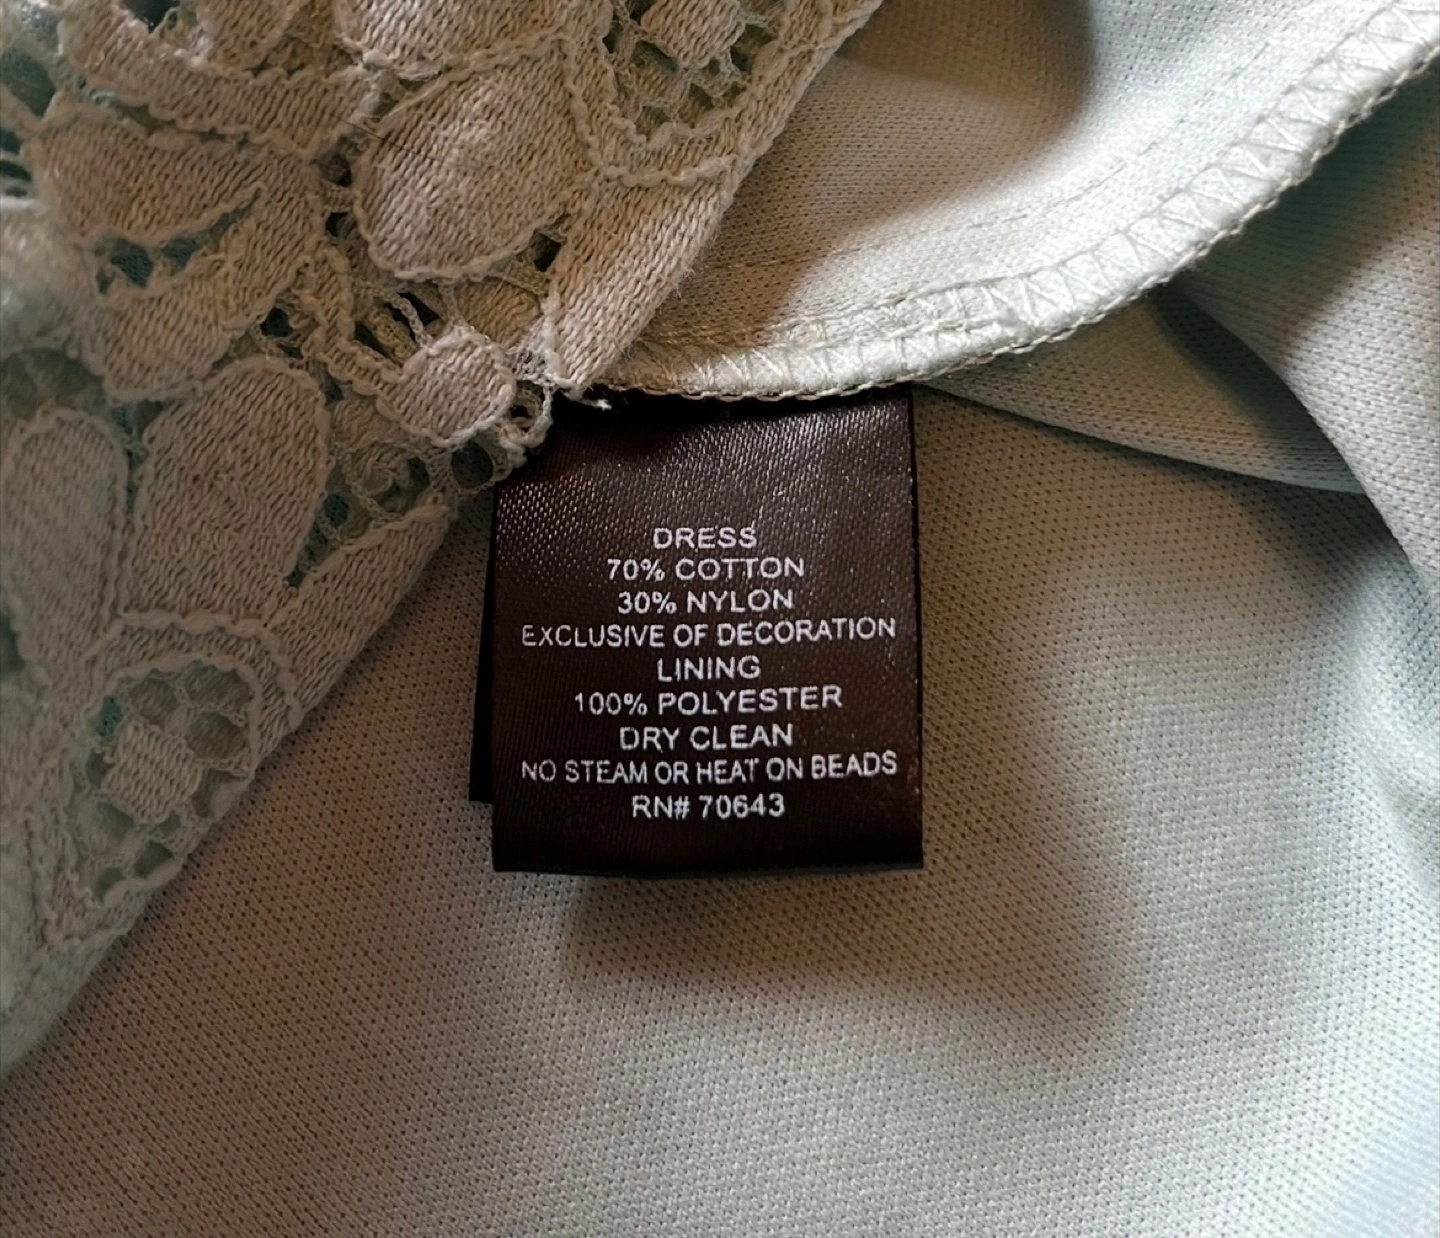 DRESS
70% COTTON
30% NYLON
EXCLUSIVE OF DECORATION
LINING
100% POLYESTER
DRY CLEAN
NO STEAM OR HEAT ON BEADS
RN# 70643